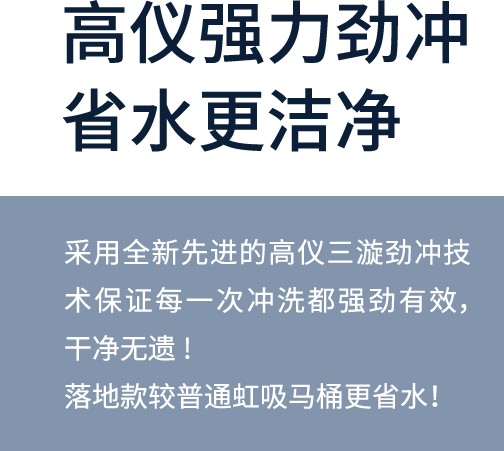 高仪强力劲冲
省水更洁净
采用全新先进的高仪三漩劲冲技
术保证每一次冲洗都强劲有效，
干净无遗！
落地款较普通虹吸马桶更省水！